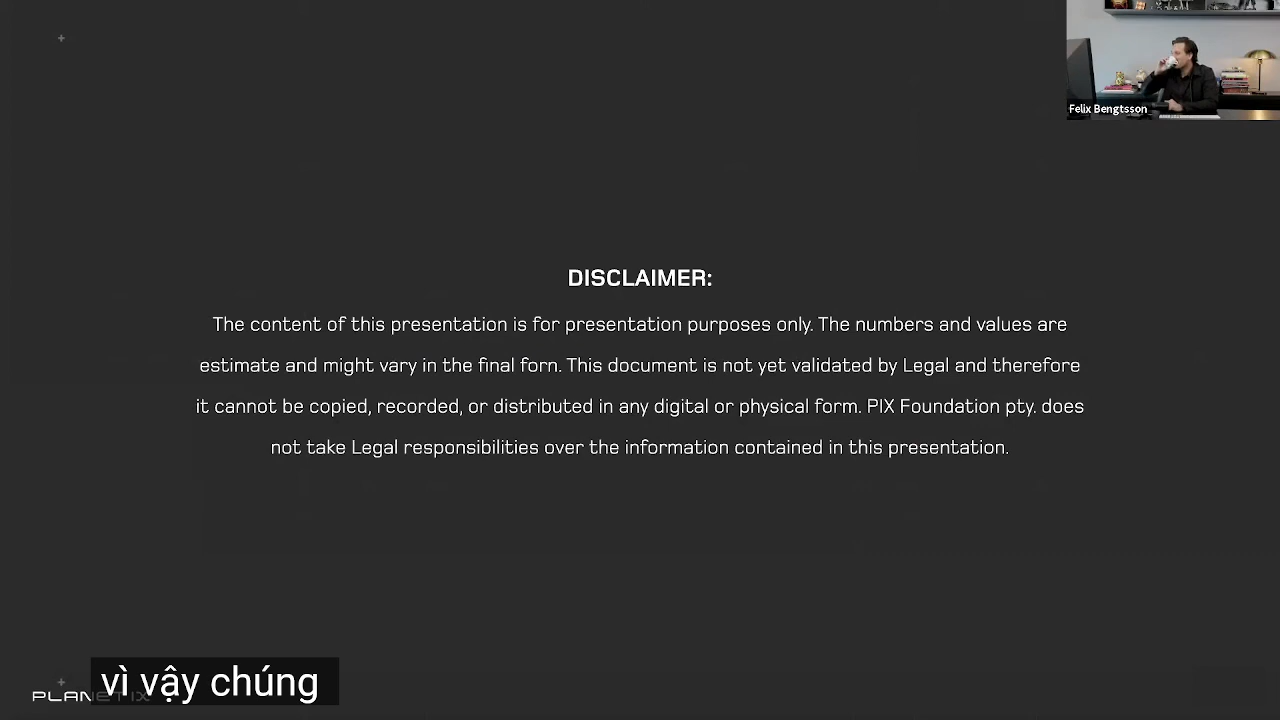 Felix Bengtsson
DISCLAIMER:
The content of this presentation is for presentation purposes only. The numbers and values are
estimate and might vary in the final forn. This document is not yet validated by Legal and therefore
it cannot be copied, recorded, or distributed in any digital or physical form. PIX Foundation pty. does
not take Legal responsibilities over the information contained in this presentation.
vì vậy chúng
PLANET IX